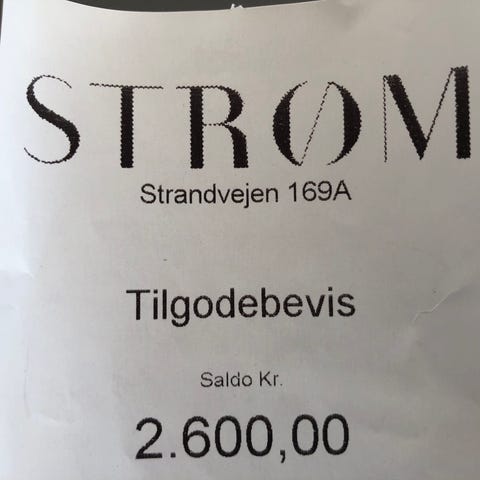 STRØM
Strandvejen 169A
Tilgodebevis
Saldo Kr.
2.600,00